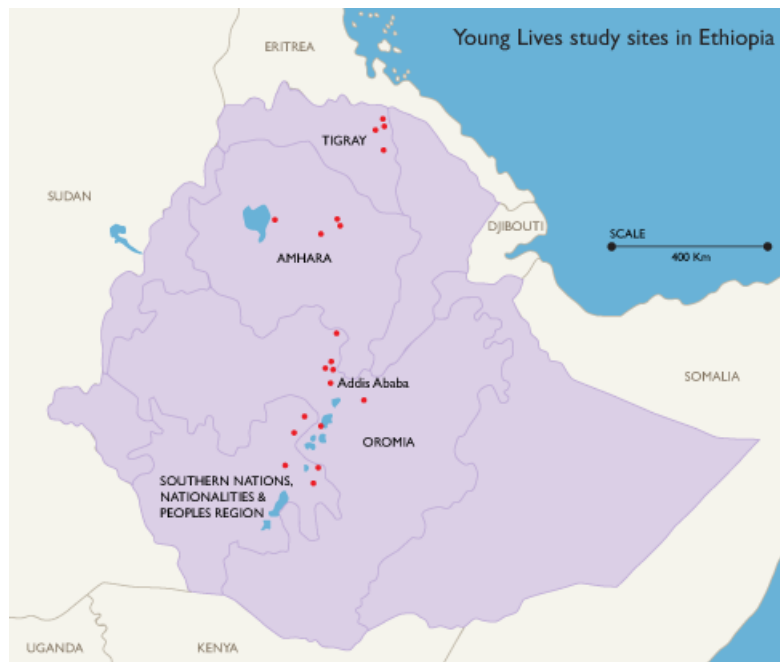 Young Lives study sites in Ethiopia
ERITREA
TIGRAY
SUDAN
DJIBOUTI
SCALE
400 Km
AMHARA
SOMALIA
Addis Ababa
OROMIA
SOUTHERN NATIONS,
NATIONALITIES &
PEOPLES REGION
UGANDA
KENYA